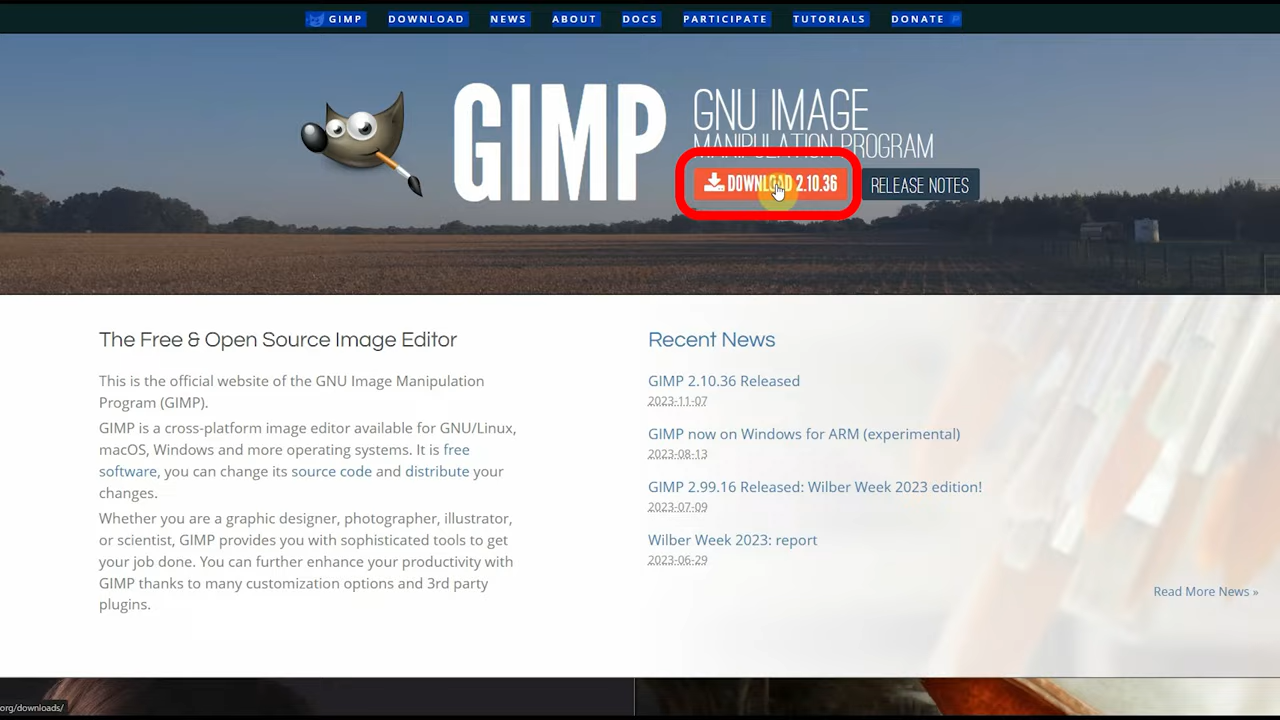 GIMP
DOWNLOAD
NEWS
ABOUT
DOCS
PARTICIPATE
TUTORIALS
DONATE
GIMP
GNU IMAGE
MANIPULATION PROGRAM
DOWNLOAD 2.10.36
RELEASE NOTES
The Free & Open Source Image Editor
This is the official website of the GNU Image Manipulation
Program (GIMP).
GIMP is a cross-platform image editor available for GNU/Linux,
macOS, Windows and more operating systems. It is free
software, you can change its source code and distribute your
changes.
Whether you are a graphic designer, photographer, illustrator,
or scientist, GIMP provides you with sophisticated tools to get
your job done. You can further enhance your productivity with
GIMP thanks to many customization options and 3rd party
plugins.
Recent News
GIMP 2.10.36 Released
2023-11-07
GIMP now on Windows for ARM (experimental)
2023-08-13
GIMP 2.99.16 Released: Wilber Week 2023 edition!
2023-07-09
Wilber Week 2023: report
2023-06-29
Read More News »
org/downloads/